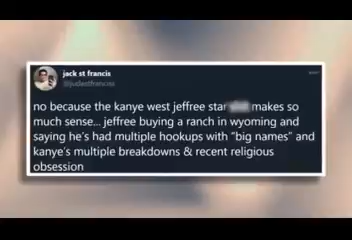 jack st francis
@judastfrancis
no because the kanye west jeffree star makes so
much sense... jeffree buying a ranch in wyoming and
saying he's had multiple hookups with "big names" and
kanye's multiple breakdowns & recent religious
obsession